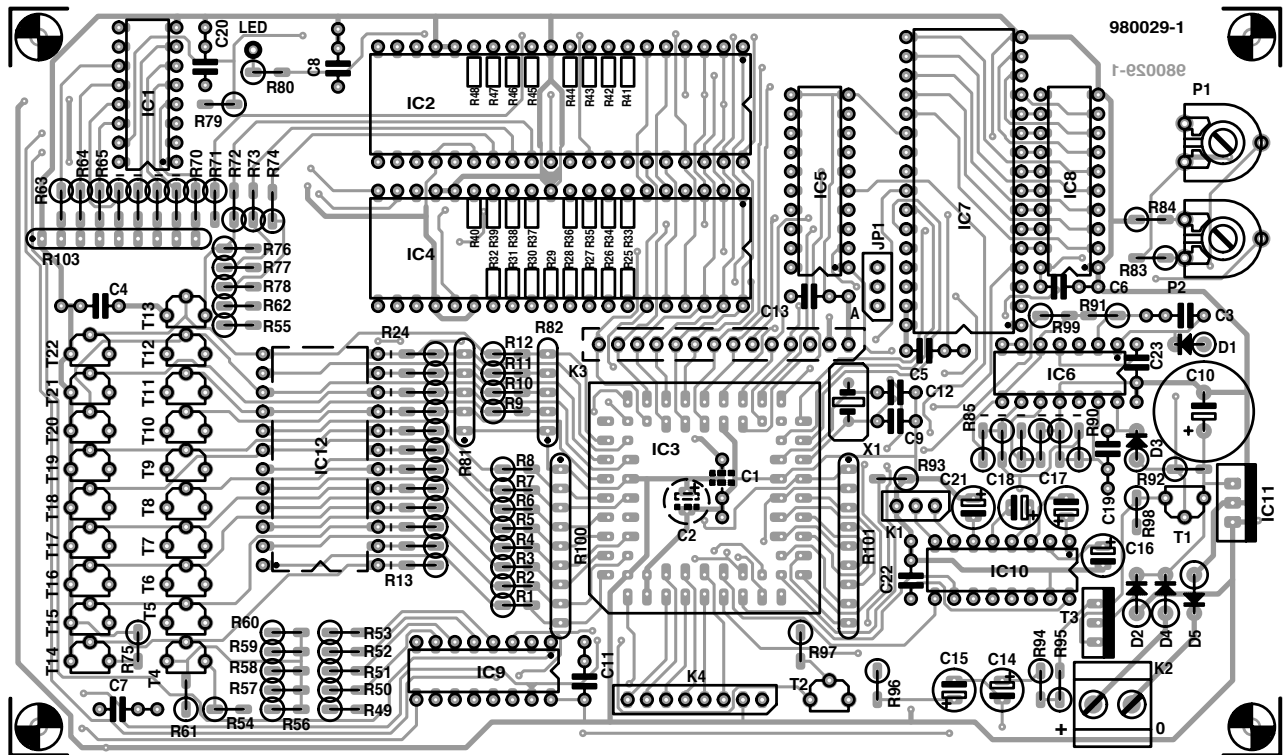 980029-1
980029-1
C20
LED
C8
R80
R79
IC1
IC2
R48
R47
R46
R45
R44
R43
R42
R41
P1
R63
R64
R65
R70
R71
R72
R73
R74
IC4
R40
R39
R38
R37
R36
R35
R34
R33
R32
R31
R30
R29
R28
R27
R26
R25
IC5
IC7
IC8
JP1
R84
R83
P2
R103
R76
R77
R78
R62
R55
C4
T13
C13
A
C6
R99
R91
C3
D1
C23
T22
T12
R24
R82
R12
R11
R10
R9
K3
C5
C12
C9
IC6
C10
+
T21
T11
T20
T10
T19
T9
T18
T8
T17
T7
T16
T6
T15
T5
T14
T4
IC12
R81
R8
R7
R6
R5
R4
R3
R2
R1
R13
R100
IC3
C1
+
C2
X1
R101
R93
R85
R90
D3
R92
C21
C18
C17
+
+
+
C19
R98
T1
IC11
K1
C22
IC10
C16
+
T3
D2
D4
D5
R75
R60
R59
R58
R57
R56
R53
R52
R51
R50
R49
IC9
C11
K4
R97
T2
R96
C15
C14
+
+
R94
R95
K2
+
0
C7
R61
R54